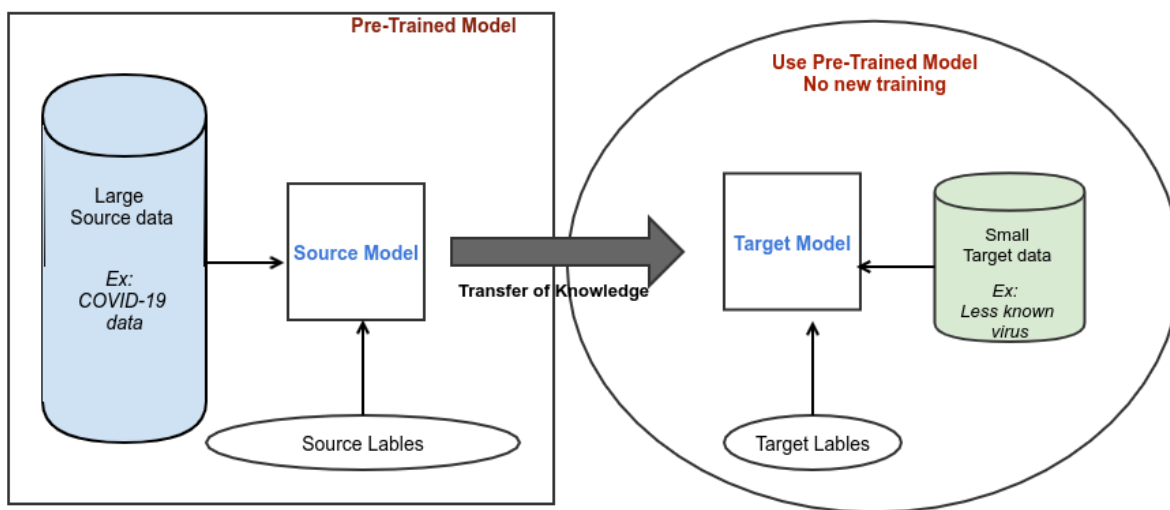 Pre-Trained Model
Large
Source data
Ex:
COVID-19
data
Source Model
Source Lables
Transfer of Knowledge
Use Pre-Trained Model
No new training
Target Model
Small
Target data
Ex:
Less known
virus
Target Lables